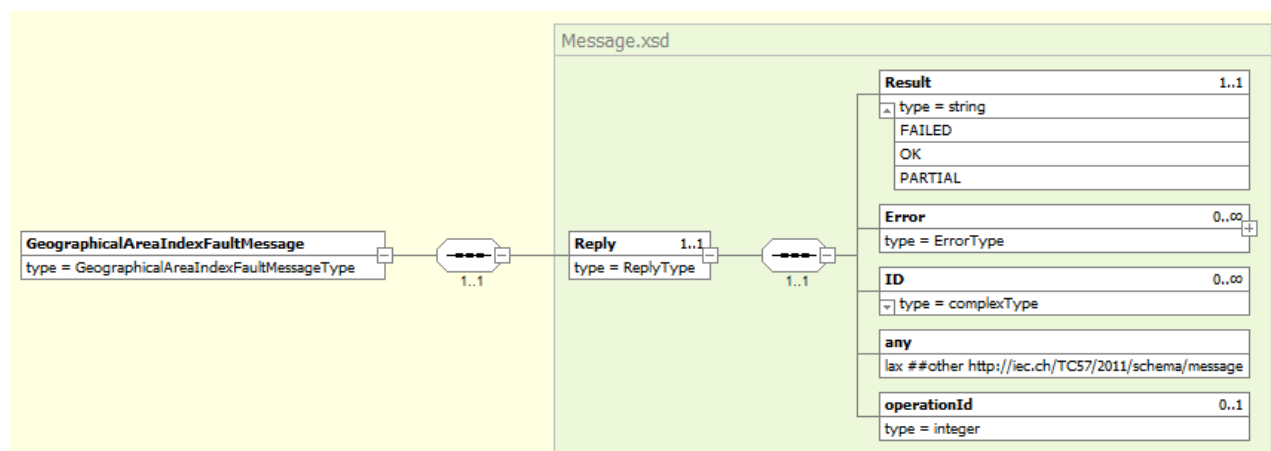 Message.xsd
GeographicalAreaIndexFaultMessage
type = GeographicalAreaIndexFaultMessageType
1..1
Reply 1..1
type = ReplyType
1..1
Result 1..1
type = string
FAILED
OK
PARTIAL
Error 0..∞
type = ErrorType
ID 0..∞
type = complexType
any
lax ##other http://iec.ch/TC57/2011/schema/message
operationId 0..1
type = integer